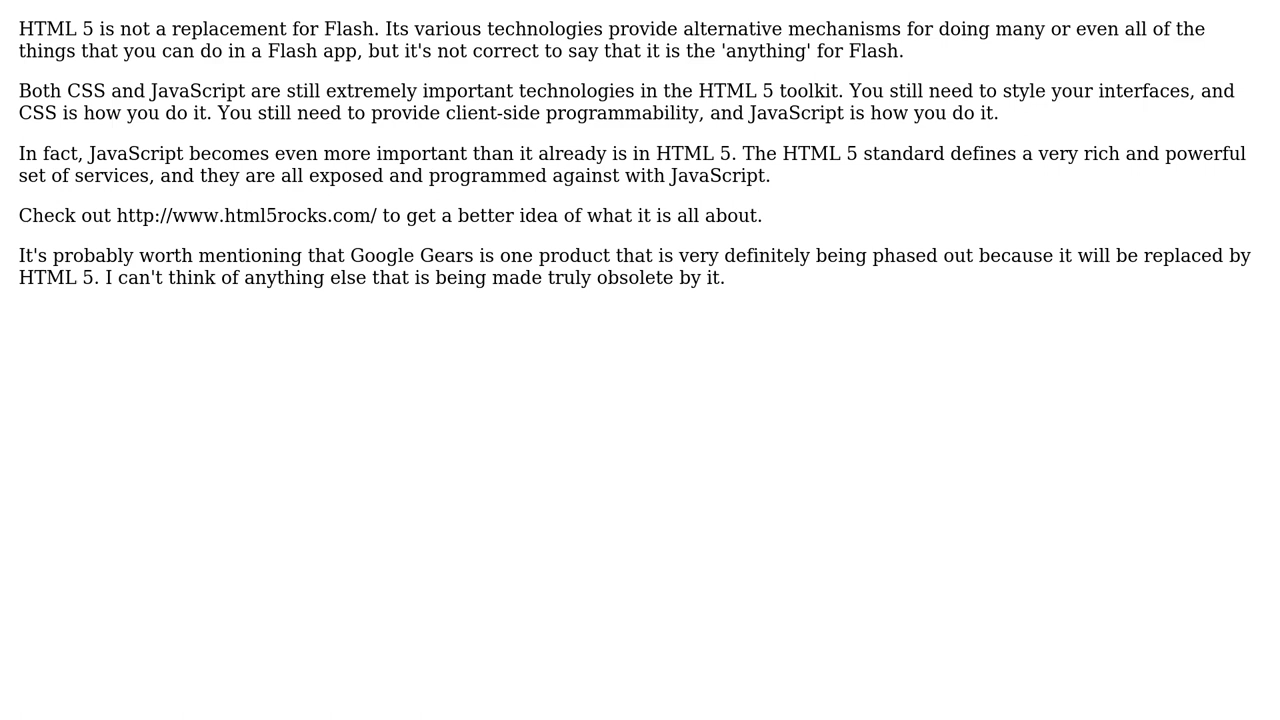 HTML 5 is not a replacement for Flash. Its various technologies provide alternative mechanisms for doing many or even all of the
things that you can do in a Flash app, but it's not correct to say that it is the 'anything' for Flash.
Both CSS and JavaScript are still extremely important technologies in the HTML 5 toolkit. You still need to style your interfaces, and
CSS is how you do it. You still need to provide client-side programmability, and JavaScript is how you do it.
In fact, JavaScript becomes even more important than it already is in HTML 5. The HTML 5 standard defines a very rich and powerful
set of services, and they are all exposed and programmed against with JavaScript.
Check out http://www.html5rocks.com/ to get a better idea of what it is all about.
It's probably worth mentioning that Google Gears is one product that is very definitely being phased out because it will be replaced by
HTML 5. I can't think of anything else that is being made truly obsolete by it.